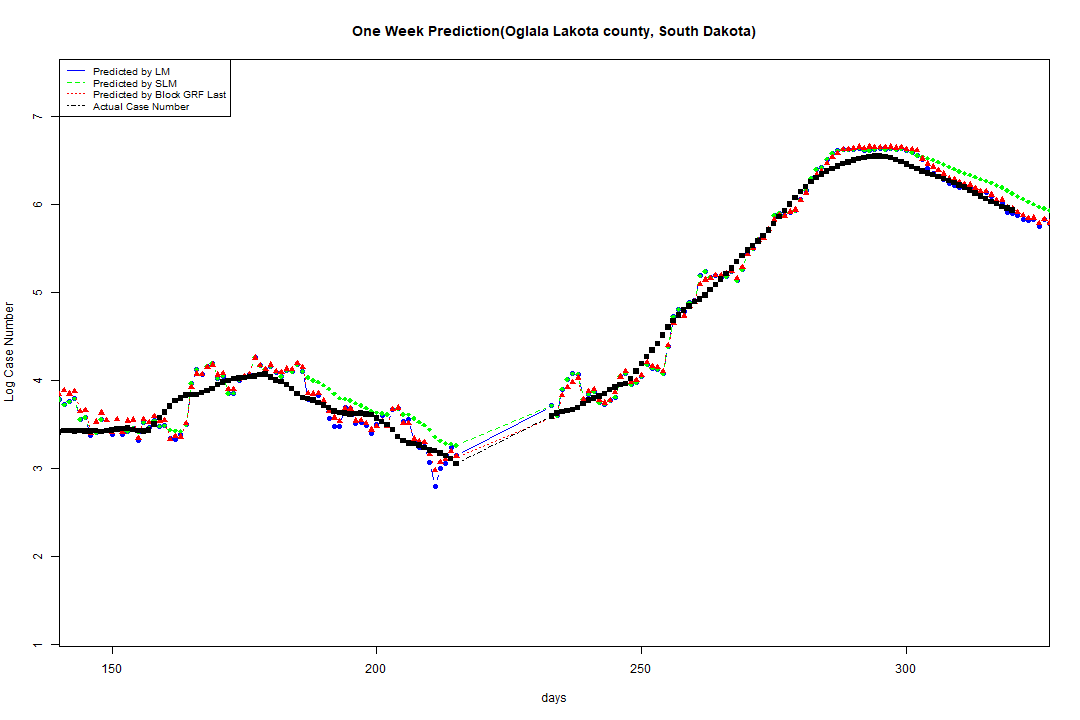 One Week Prediction(Oglala Lakota county, South Dakota)
Predicted by LM
Predicted by SLM
Predicted by Block GRF Last
Actual Case Number
7
6
5
4
3
2
1
Log Case Number
150 200 250 300
days